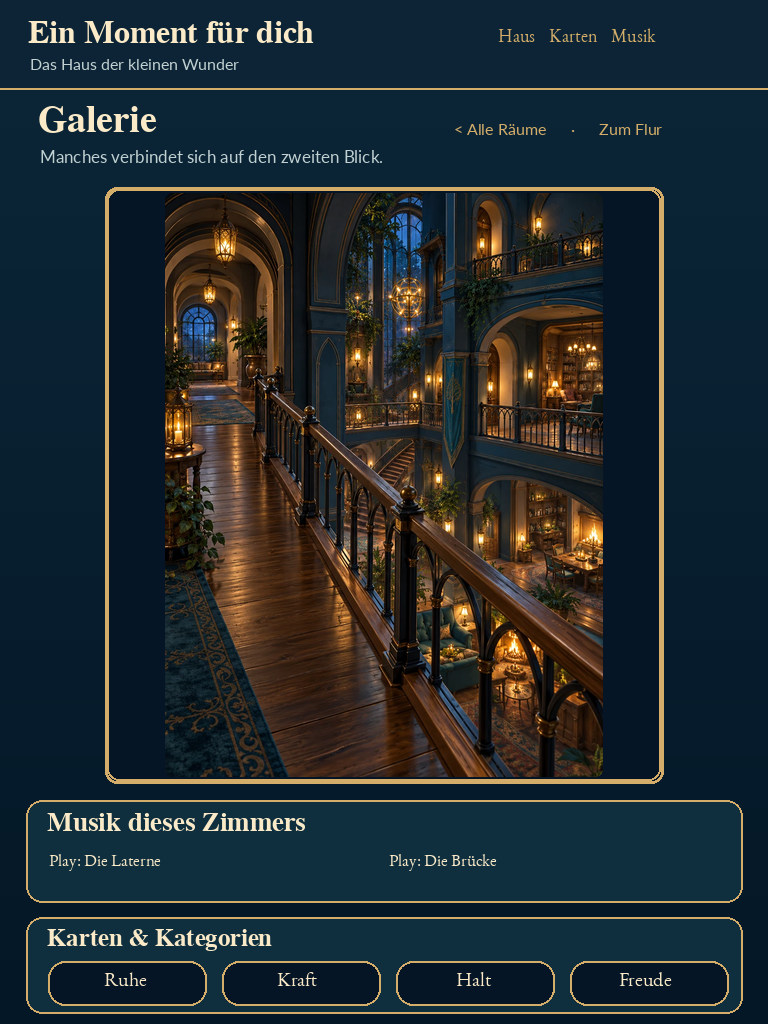 Ein Moment für dich
Haus Karten Musik
Das Haus der kleinen Wunder
Galerie
< Alle Räume · Zum Flur
Manches verbindet sich auf den zweiten Blick.
Musik dieses Zimmers
Play: Die Laterne
Play: Die Brücke
Karten & Kategorien
Ruhe
Kraft
Halt
Freude